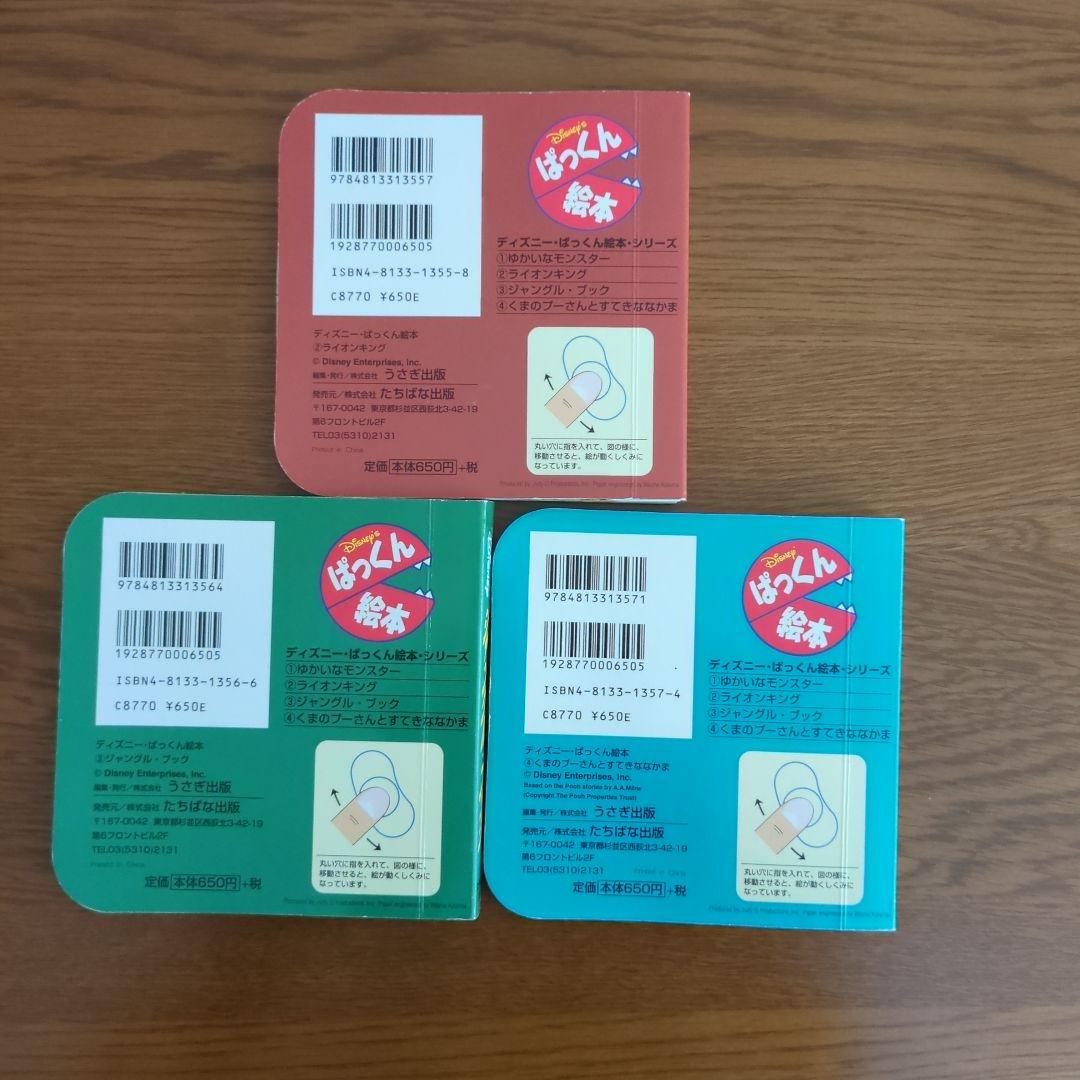 9784813313557
1928770006505
ISBN4-8133-1355-8
C8770 ¥650E
Disney's
ぱっくん
絵本
ディズニー・ぱっくん絵本・シリーズ
①ゆかいなモンスター
②ライオンキング
③ジャングル・ブック
④くまのプーさんとすてきななかま
ディズニー・ぱっくん絵本
②ライオンキング
© Disney Enterprises, Inc.
編集・発行／株式会社 うさぎ出版
発売元／株式会社 たちばな出版
〒167-0042 東京都杉並区西荻北3-42-19
第6フロントビル2F
TEL03(5310)2131
Printed in China
定価 本体650円 +税
丸い穴に指を入れて、図の様に、
移動させると、絵が動くしくみに
なっています。
9784813313564
1928770006505
ISBN4-8133-1356-6
C8770 ¥650E
Disney's
ぱっくん
絵本
ディズニー・ぱっくん絵本・シリーズ
①ゆかいなモンスター
②ライオンキング
③ジャングル・ブック
④くまのプーさんとすてきななかま
ディズニー・ぱっくん絵本
③ジャングル・ブック
© Disney Enterprises, Inc.
編集・発行／株式会社 うさぎ出版
発売元／株式会社 たちばな出版
〒167-0042 東京都杉並区西荻北3-42-19
第6フロントビル2F
TEL03(5310)2131
Printed in China
定価 本体650円 +税
丸い穴に指を入れて、図の様に、
移動させると、絵が動くしくみに
なっています。
9784813313571
1928770006505
ISBN4-8133-1357-4
C8770 ¥650E
Disney's
ぱっくん
絵本
ディズニー・ぱっくん絵本・シリーズ
①ゆかいなモンスター
②ライオンキング
③ジャングル・ブック
④くまのプーさんとすてきななかま
ディズニー・ぱっくん絵本
④くまのプーさんとすてきななかま
© Disney Enterprises, Inc.
Based on the Pooh stories by A.A.Milne
(Copyright The Pooh Properties Trust)
編集・発行／株式会社 うさぎ出版
発売元／株式会社 たちばな出版
〒167-0042 東京都杉並区西荻北3-42-19
第6フロントビル2F
TEL03(5310)2131
Printed in China
定価 本体650円 +税
丸い穴に指を入れて、図の様に、
移動させると、絵が動くしくみに
なっています。